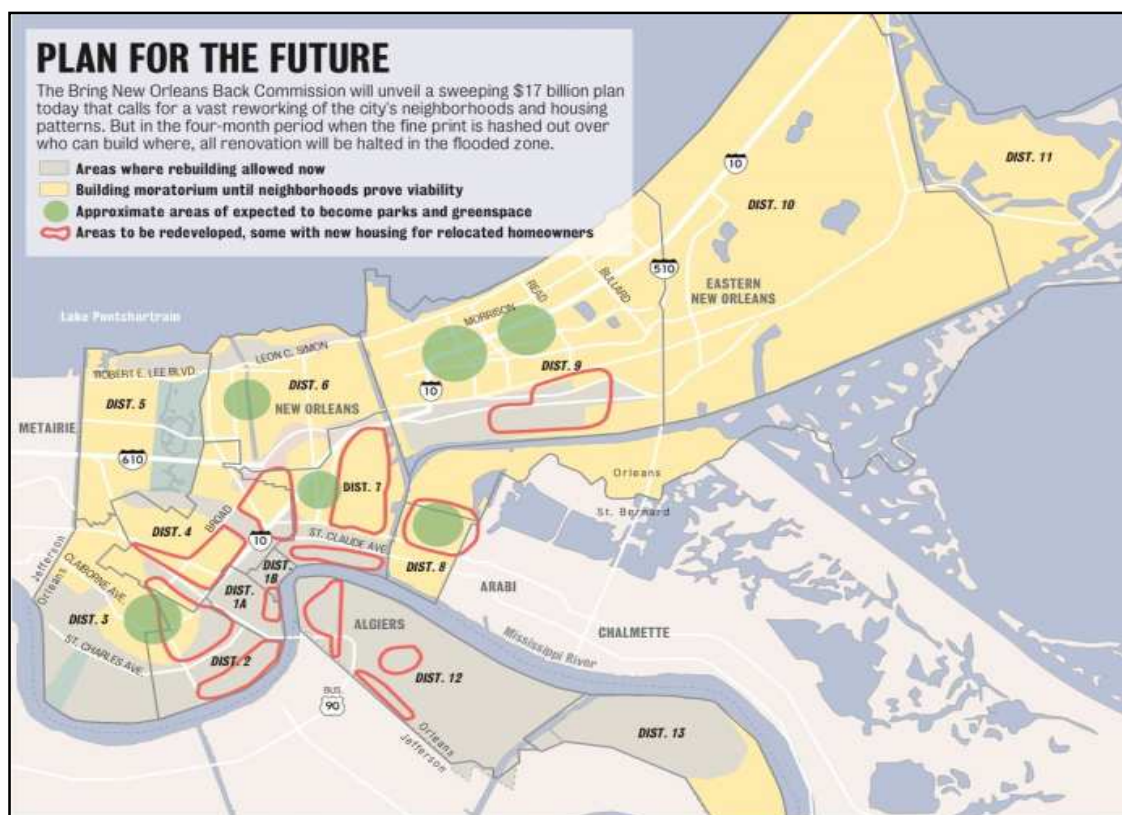 PLAN FOR THE FUTURE
The Bring New Orleans Back Commission will unveil a sweeping $17 billion plan
today that calls for a vast reworking of the city's neighborhoods and housing
patterns. But in the four-month period when the fine print is hashed out over
who can build where, all renovation will be halted in the flooded zone.
Areas where rebuilding allowed now
Building moratorium until neighborhoods prove viability
Approximate areas of expected to become parks and greenspace
Areas to be redeveloped, some with new housing for relocated homeowners
10
DIST. 11
DIST. 10
510
EASTERN
NEW ORLEANS
BULLARD
READ
MORRISON
Lake Pontchartrain
LEON C. SIMON
ROBERT E. LEE BLVD.
DIST. 9
DIST. 6
10
DIST. 5
NEW ORLEANS
METAIRIE
610
Orleans
St. Bernard
DIST. 7
BROAD
DIST. 4
10
ST. CLAUDE AVE.
DIST. 8
Jefferson
Orleans
CLAIBORNE AVE.
DIST.
1B
DIST.
1A
ARABI
DIST. 3
ALGIERS
CHALMETTE
Mississippi River
ST. CHARLES AVE.
DIST. 2
DIST. 12
BUS.
90
Orleans
Jefferson
DIST. 13